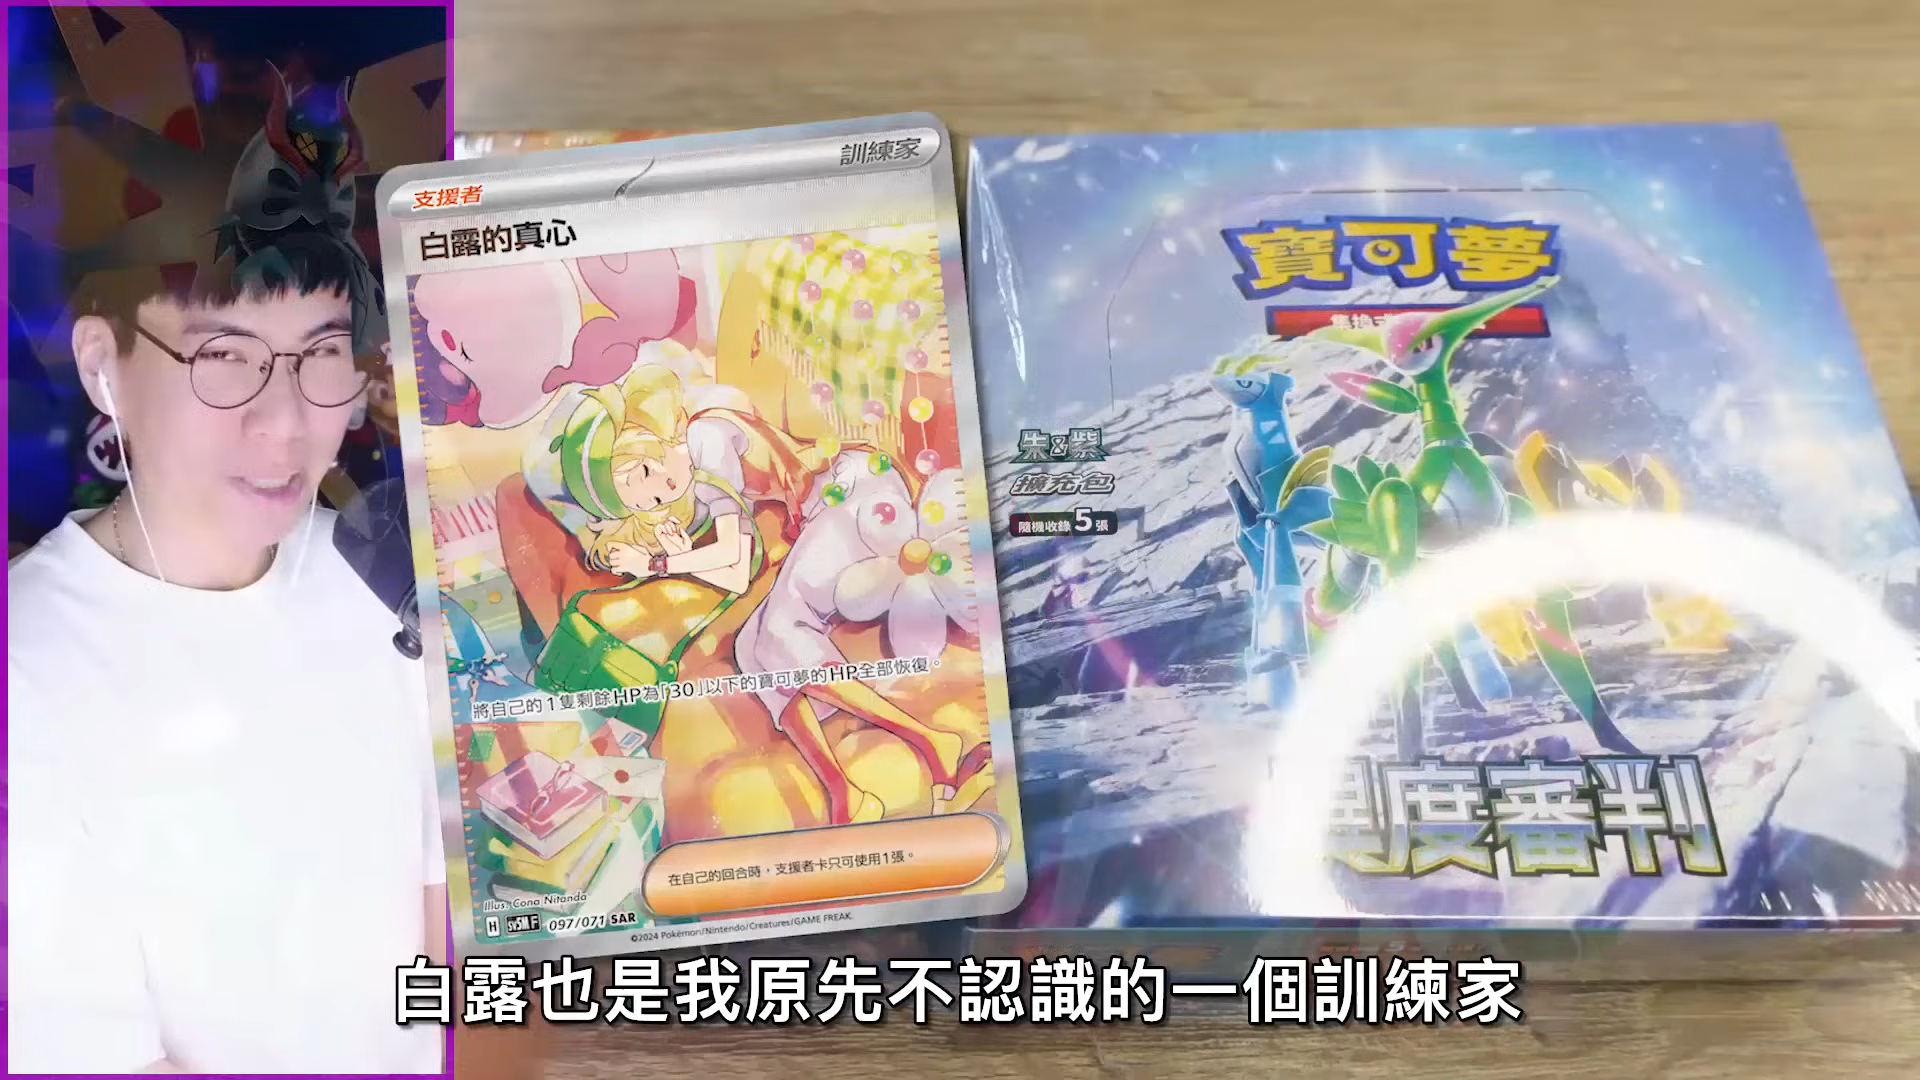 訓練家
支援者
白露的真心
將自己的1隻剩餘HP為「30」以下的寶可夢的HP全部恢復。
在自己的回合時，支援者卡只可使用1張。
Illus. Cona Nitanda
H SV5M F 097/071 SAR
©2024 Pokémon/Nintendo/Creatures/GAME FREAK.
寶可夢
集換式
朱&紫
擴充包
隨機收錄5張
度審判
白露也是我原先不認識的一個訓練家